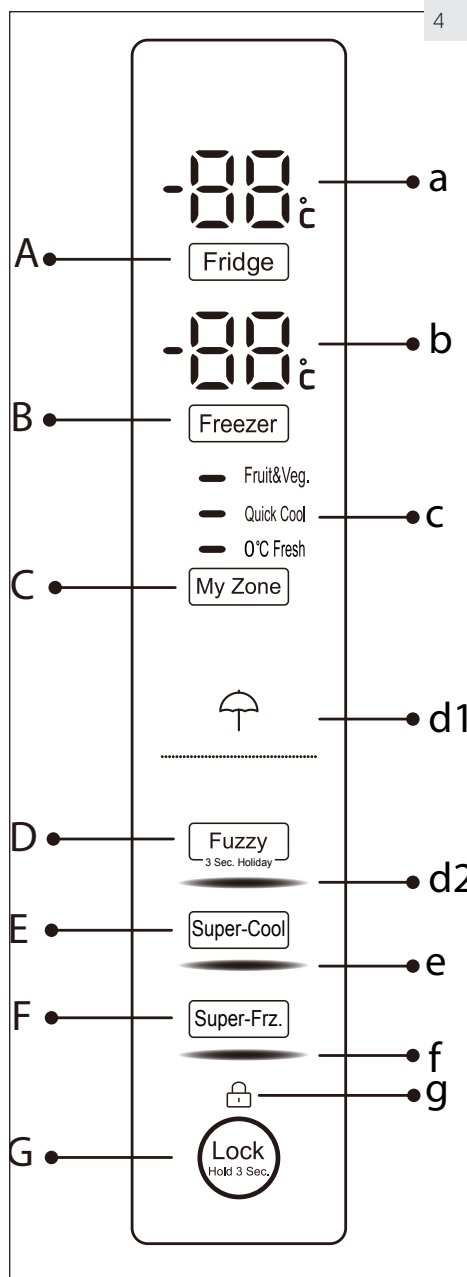 4
-88°c
a
A
Fridge
-88°c
b
B
Freezer
Fruit&Veg.
Quick Cool
c
0°C Fresh
C
My Zone
d1
D
Fuzzy
3 Sec. Holiday
d2
E
Super-Cool
e
F
Super-Frz.
f
g
G
Lock
Hold 3 Sec.